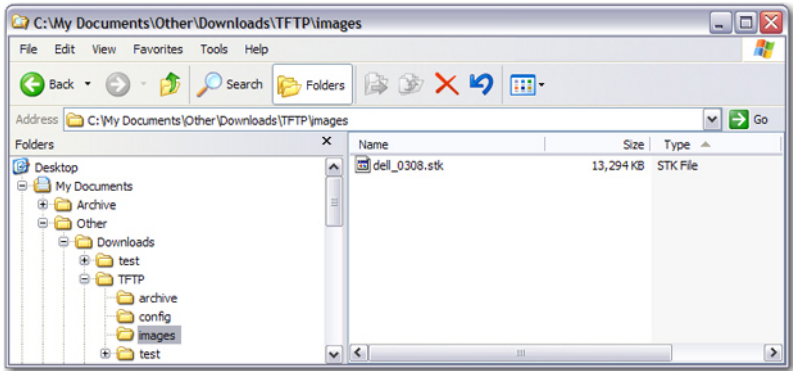 C:\My Documents\Other\Downloads\TFTP\images
File Edit View Favorites Tools Help
Back Search Folders
Address C:\My Documents\Other\Downloads\TFTP\images Go
Folders x Name Size Type
Desktop dell_0308.stk 13,294 KB STK File
My Documents
Archive
Other
Downloads
test
TFTP
archive
config
images
test